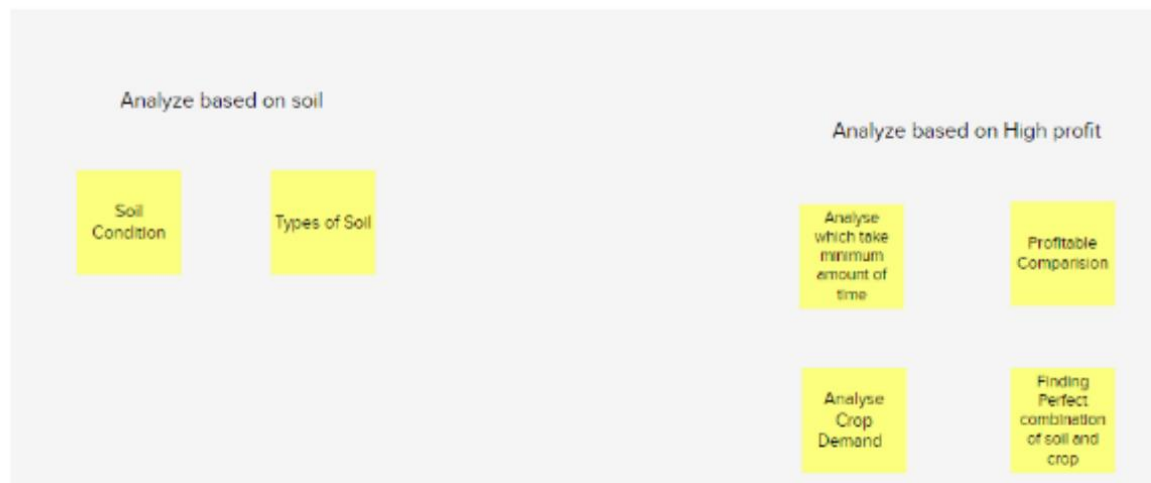 Analyze based on soil
Soil
Condition
Types of Soil
Analyze based on High profit
Analyse
which take
minimum
amount of
time
Profitable
Comparision
Analyse
Crop
Demand
Finding
Perfect
combination
of soil and
crop